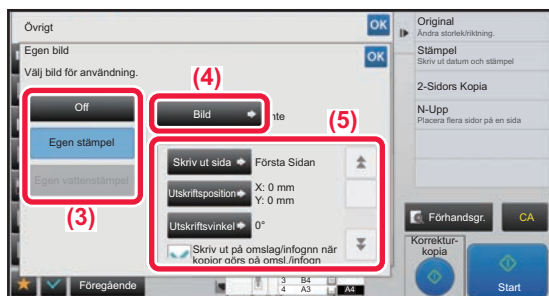 Övrigt
OK
Egen bild
OK
Välj bild för användning.
(4)
Off
Bild
nte
(5)
Egen stämpel
Skriv ut sida
Första Sidan
Egen vattenstämpel
Utskriftsposition
X: 0 mm
Y: 0 mm
(3)
Utskriftsvinkel
0°
Skriv ut på omslag/infognn när
kopior görs på omsl./infogn
Föregående
3 B4
4 A3
A4
Original
Ändra storlek/riktning.
Stämpel
Skriv ut datum och stämpel
2-Sidors Kopia
N-Upp
Placera flera sidor på en sida
Förhandsgr.
CA
Korrektur-
kopia
Start